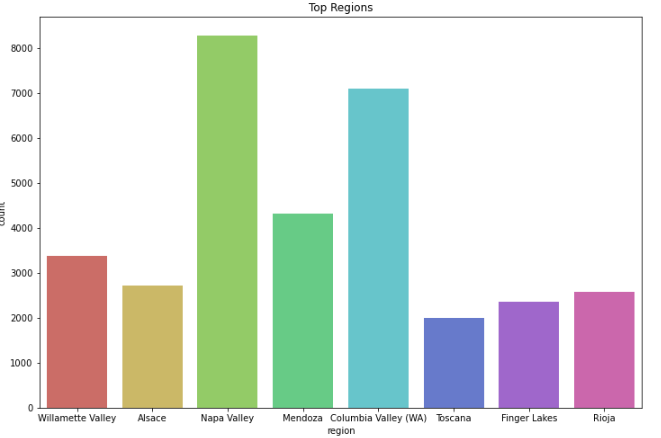 Top Regions
8000
7000
6000
5000
4000
3000
2000
1000
0
count
Willamette Valley Alsace Napa Valley Mendoza Columbia Valley (WA) Toscana Finger Lakes Rioja
region